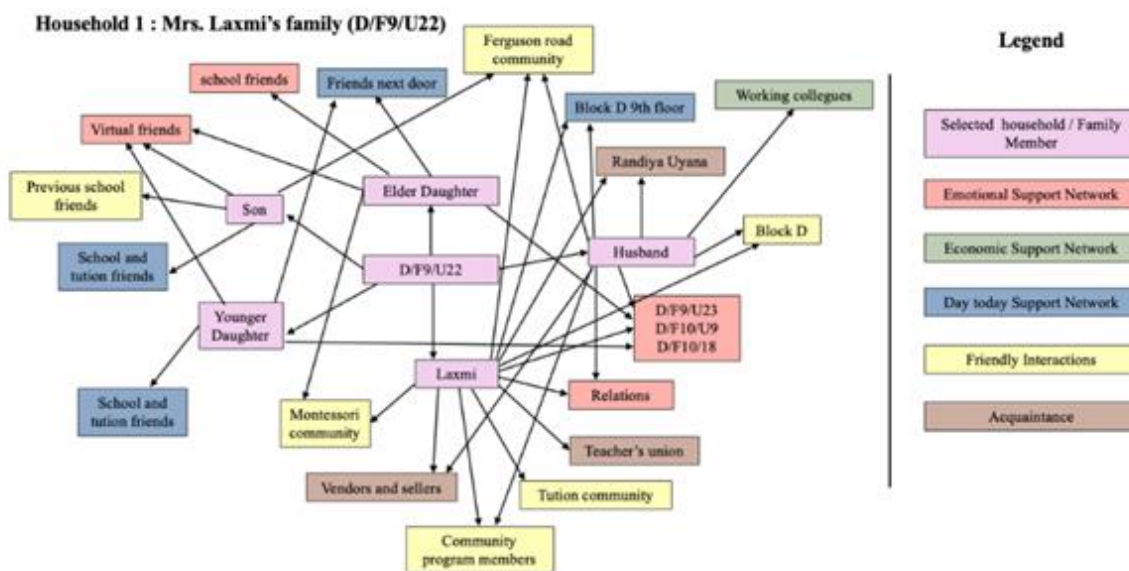 Household 1 : Mrs. Laxmi's family (D/F9/U22)
Ferguson road
community
Legend
school friends
Friends next door
Working collegues
Block D 9th floor
Virtual friends
Selected household / Family
Member
Randiya Uyana
Previous school
friends
Elder Daughter
Son
Emotional Support Network
Block D
Husband
School and
tution friends
D/F9/U22
Economic Support Network
Younger
Daughter
D/F9/U23
D/F10/U9
D/F10/18
Day today Support Network
Laxmi
Friendly Interactions
School and
tution friends
Montessori
community
Relations
Acquaintance
Teacher's union
Vendors and sellers
Tution community
Community
program members